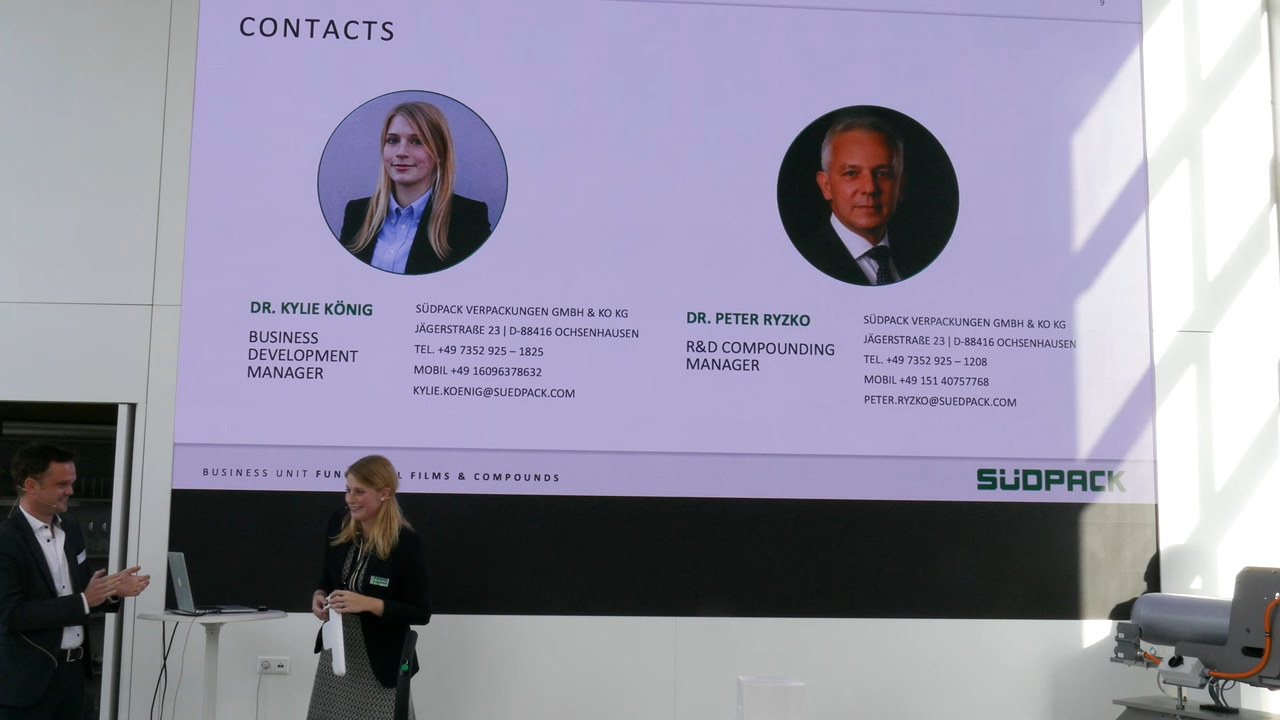 9
CONTACTS
DR. KYLIE KÖNIG
BUSINESS
DEVELOPMENT
MANAGER
SÜDPACK VERPACKUNGEN GMBH & KO KG
JÄGERSTRAßE 23 | D-88416 OCHSENHAUSEN
TEL. +49 7352 925 – 1825
MOBIL +49 16096378632
KYLIE.KOENIG@SUEDPACK.COM
DR. PETER RYZKO
R&D COMPOUNDING
MANAGER
SÜDPACK VERPACKUNGEN GMBH & KO KG
JÄGERSTRAßE 23 | D-88416 OCHSENHAUSEN
TEL. +49 7352 925 – 1208
MOBIL +49 151 40757768
PETER.RYZKO@SUEDPACK.COM
BUSINESS UNIT FUN L FILMS & COMPOUNDS
SÜDPACK